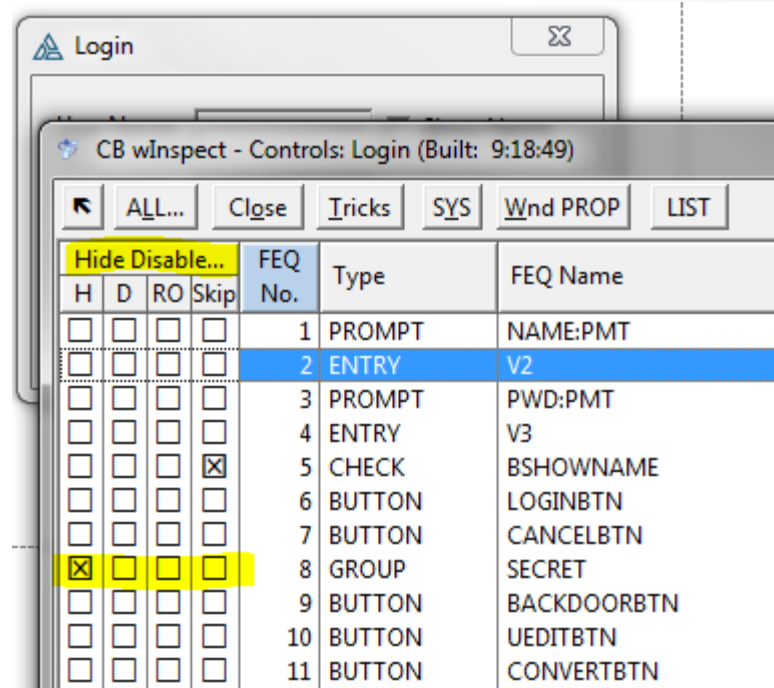 Login
CB wInspect - Controls: Login (Built: 9:18:49)
ALL... Close Tricks SYS Wnd PROP LIST
Hide Disable... FEQ No. Type FEQ Name
H D RO Skip
1 PROMPT NAME:PMT
2 ENTRY V2
3 PROMPT PWD:PMT
4 ENTRY V3
5 CHECK BSHOWNAME
6 BUTTON LOGINBTN
7 BUTTON CANCELBTN
8 GROUP SECRET
9 BUTTON BACKDOORBTN
10 BUTTON UEDITBTN
11 BUTTON CONVERTBTN